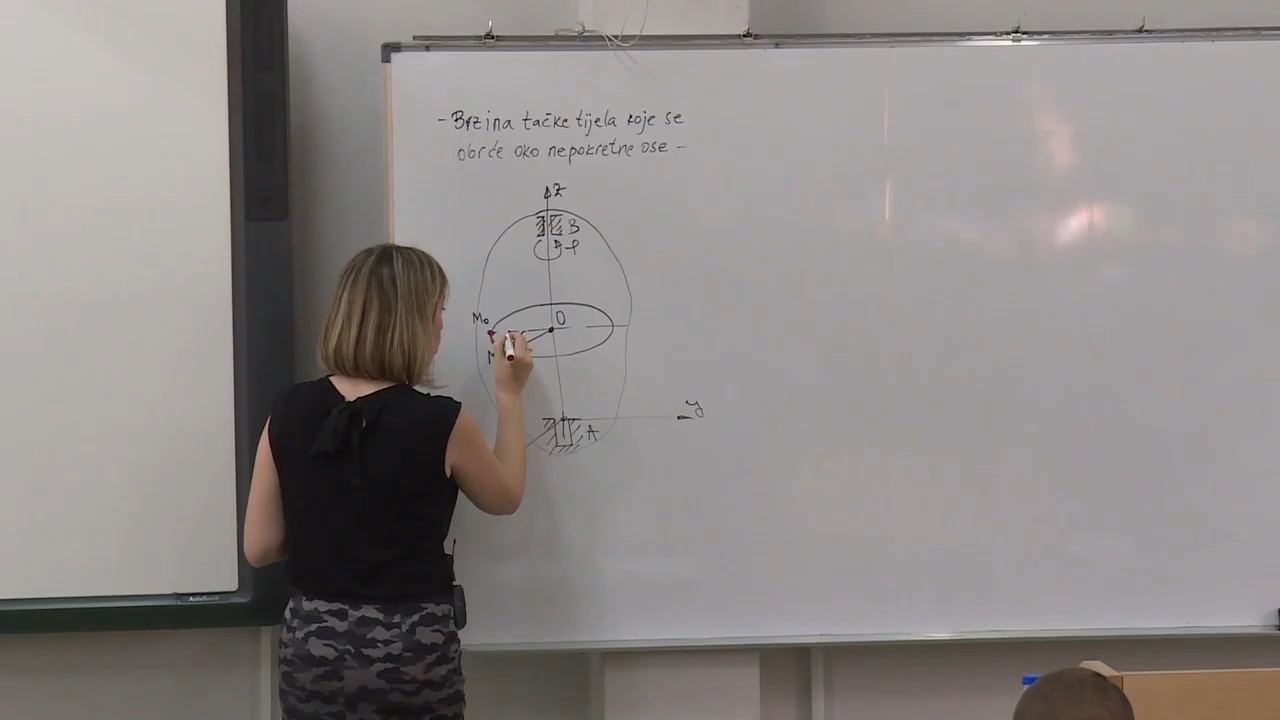 - Brzina tačke tijela koje se
obrće oko nepokretne ose -
z
B
φ
M₀
O
M
y
A